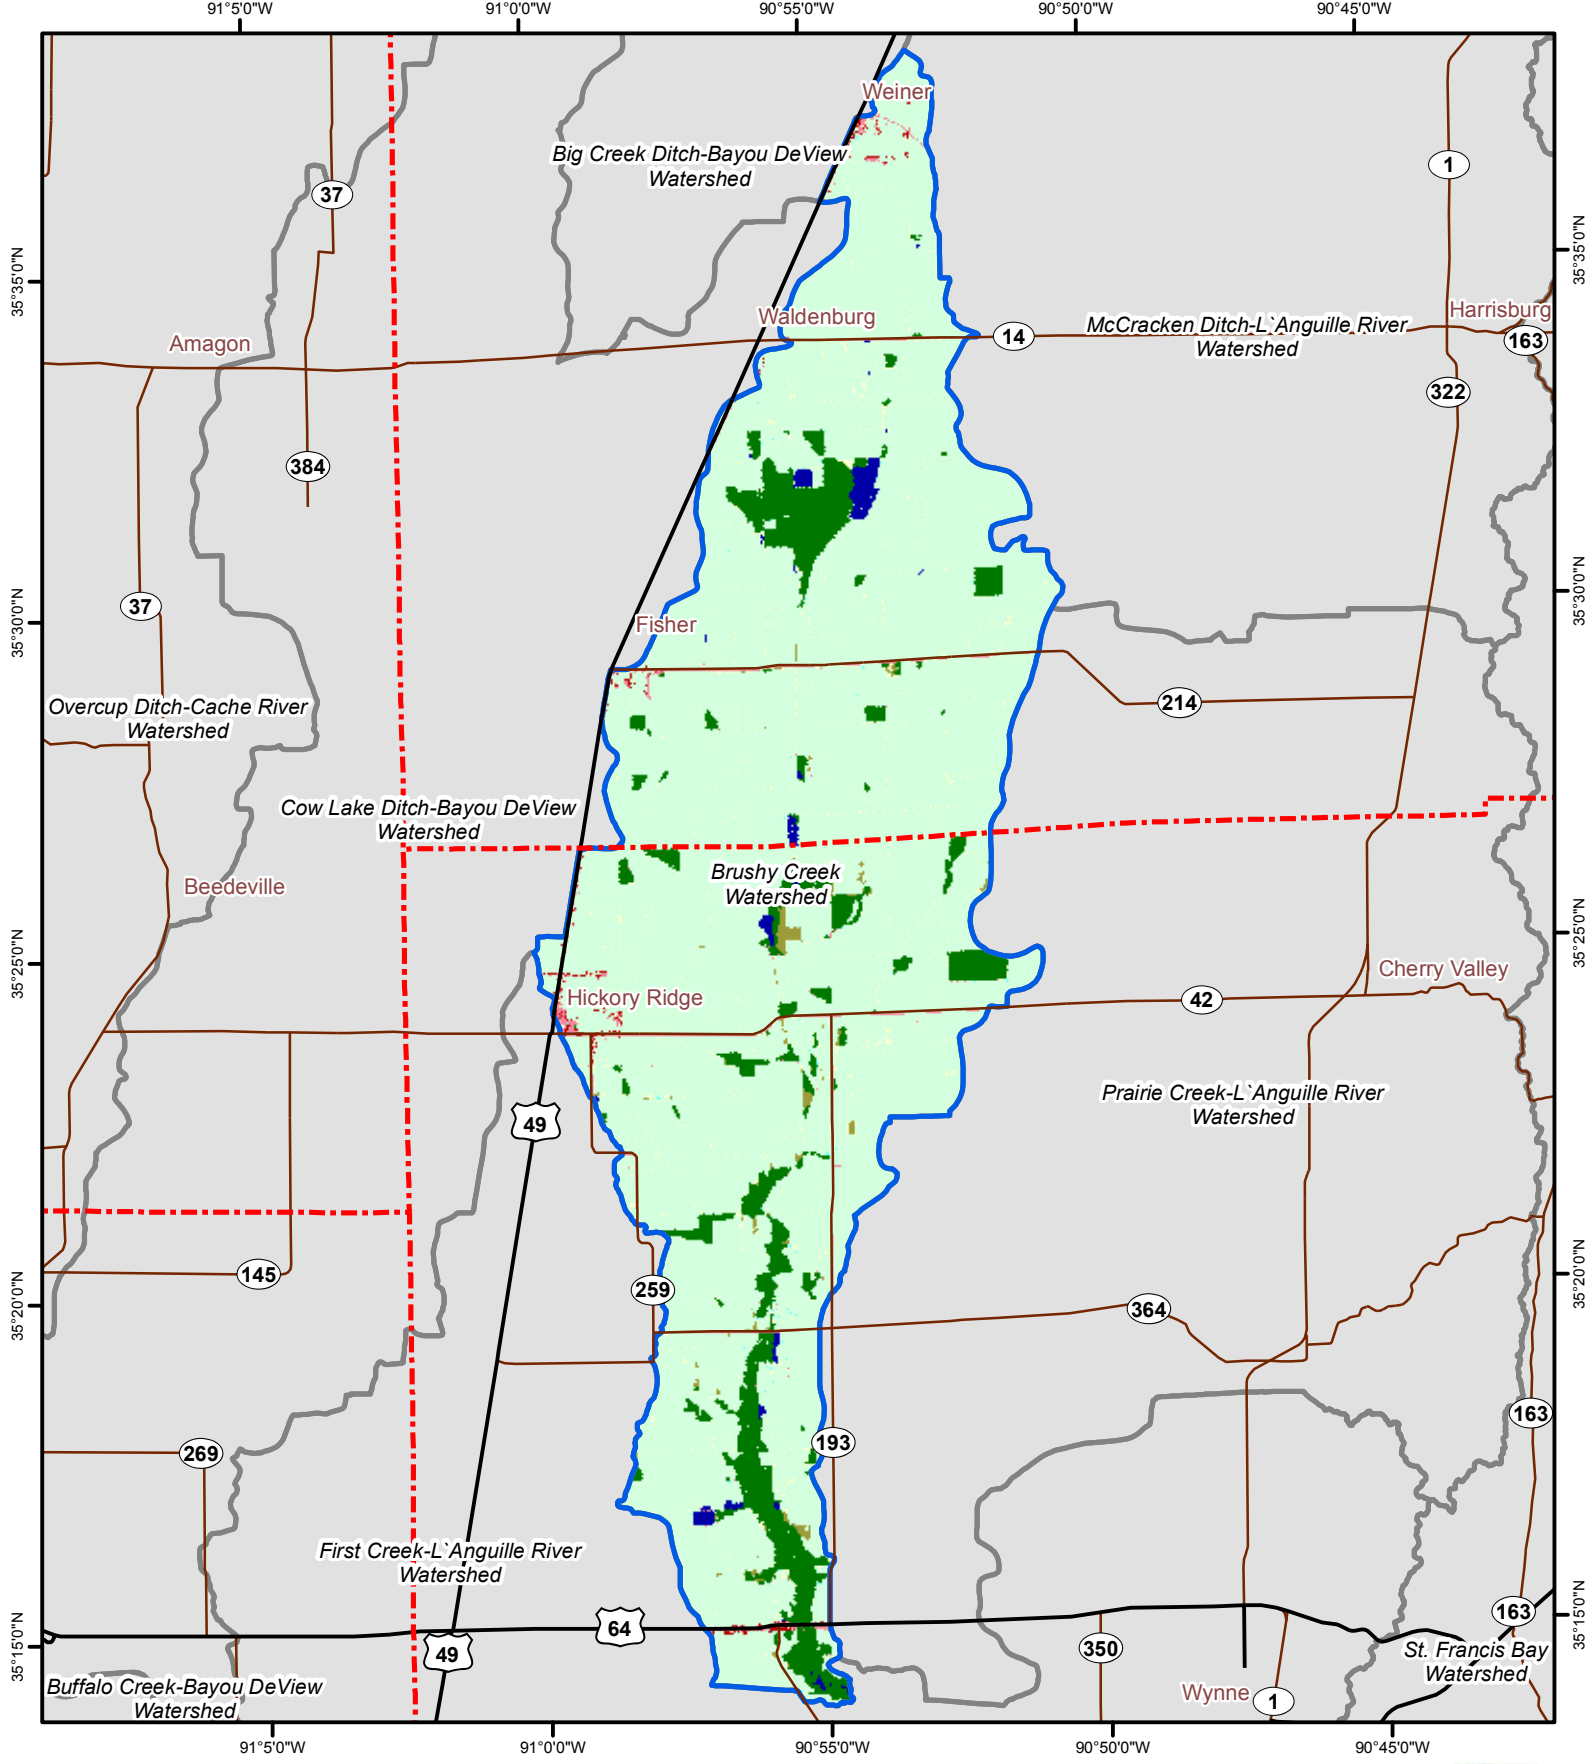 91°5'0"W
91°0'0"W
90°55'0"W
90°50'0"W
90°45'0"W
Weiner
Big Creek Ditch-Bayou DeView
Watershed
1
37
35°35'0"N
35°35'0"N
Harrisburg
Waldenburg
McCracken Ditch-L`Anguille River
Watershed
14
163
Amagon
322
384
35°30'0"N
35°30'0"N
37
Fisher
214
Overcup Ditch-Cache River
Watershed
Cow Lake Ditch-Bayou DeView
Watershed
Brushy Creek
Watershed
Beedeville
35°25'0"N
35°25'0"N
Cherry Valley
Hickory Ridge
42
Prairie Creek-L`Anguille River
Watershed
49
145
259
35°20'0"N
35°20'0"N
364
163
193
269
First Creek-L`Anguille River
Watershed
163
35°15'0"N
35°15'0"N
64
49
350
St. Francis Bay
Watershed
Buffalo Creek-Bayou DeView
Watershed
Wynne
1
91°5'0"W
91°0'0"W
90°55'0"W
90°50'0"W
90°45'0"W